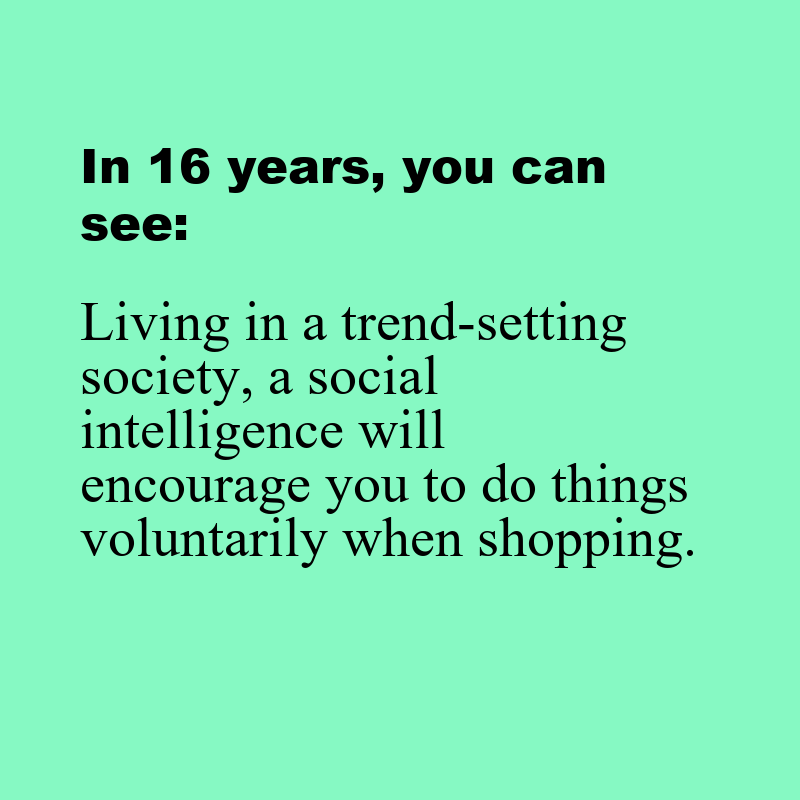 In 16 years, you can
see:
Living in a trend-setting
society, a social
intelligence will
encourage you to do things
voluntarily when shopping.